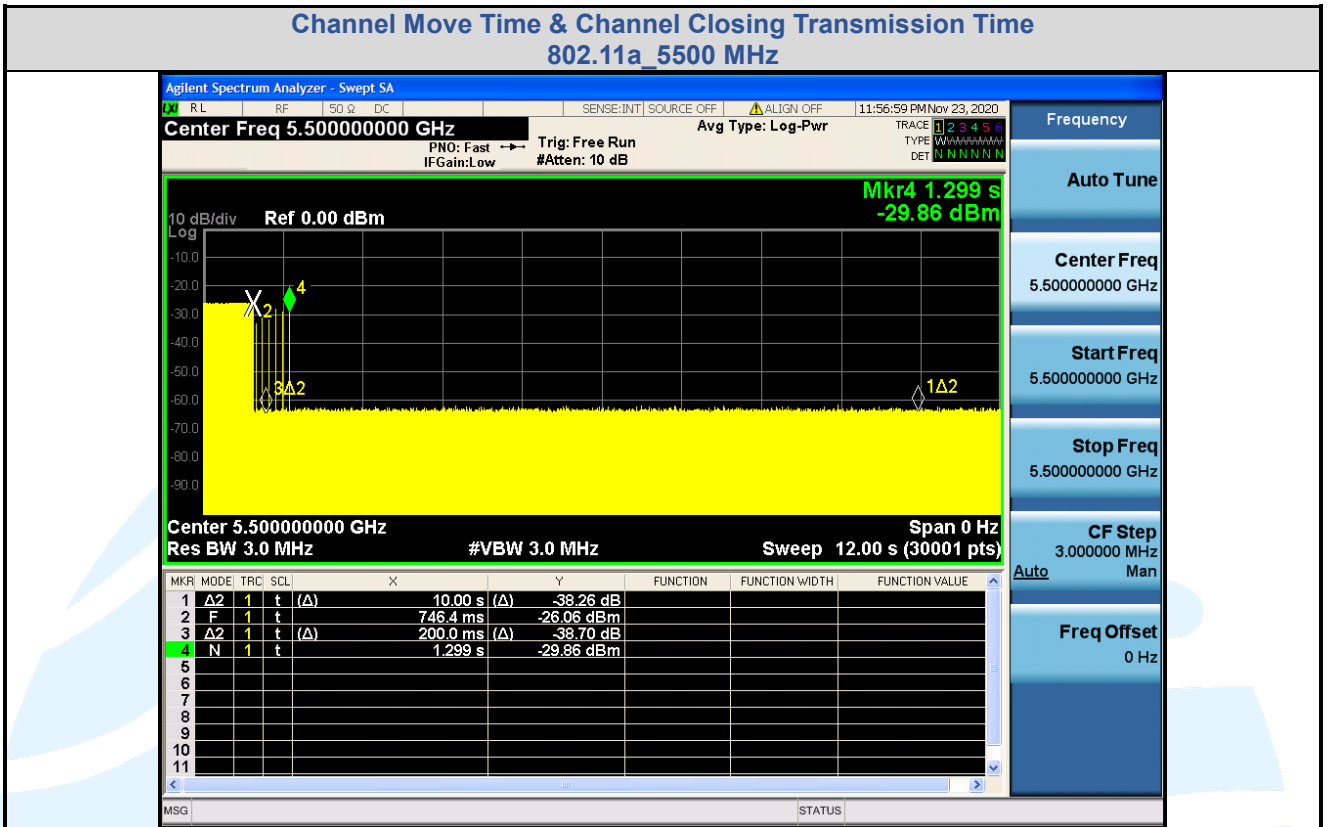 Channel Move Time & Channel Closing Transmission Time
802.11a_5500 MHz
Agilent Spectrum Analyzer - Swept SA
LXI RL RF 50 Ω DC SENSE:INT SOURCE OFF ALIGN OFF 11:56:59 PM Nov 23, 2020
Center Freq 5.500000000 GHz
PNO: Fast
IFGain:Low
Trig: Free Run
#Atten: 10 dB
Avg Type: Log-Pwr
TRACE 1 2 3 4 5 6
TYPE WWWWWWW
DET N N N N N N
Mkr4 1.299 s
-29.86 dBm
10 dB/div Ref 0.00 dBm
Log
-10.0
-20.0
-30.0
-40.0
-50.0
-60.0
-70.0
-80.0
-90.0
4
2
3Δ2
1Δ2
Center 5.500000000 GHz Span 0 Hz
Res BW 3.0 MHz #VBW 3.0 MHz Sweep 12.00 s (30001 pts)
MKR MODE TRC SCL X Y FUNCTION FUNCTION WIDTH FUNCTION VALUE
1 Δ2 1 t (Δ) 10.00 s (Δ) -38.26 dB
2 F 1 t 746.4 ms -26.06 dBm
3 Δ2 1 t (Δ) 200.0 ms (Δ) -38.70 dB
4 N 1 t 1.299 s -29.86 dBm
5
6
7
8
9
10
11
MSG STATUS
Frequency
Auto Tune
Center Freq
5.500000000 GHz
Start Freq
5.500000000 GHz
Stop Freq
5.500000000 GHz
CF Step
3.000000 MHz
Auto Man
Freq Offset
0 Hz